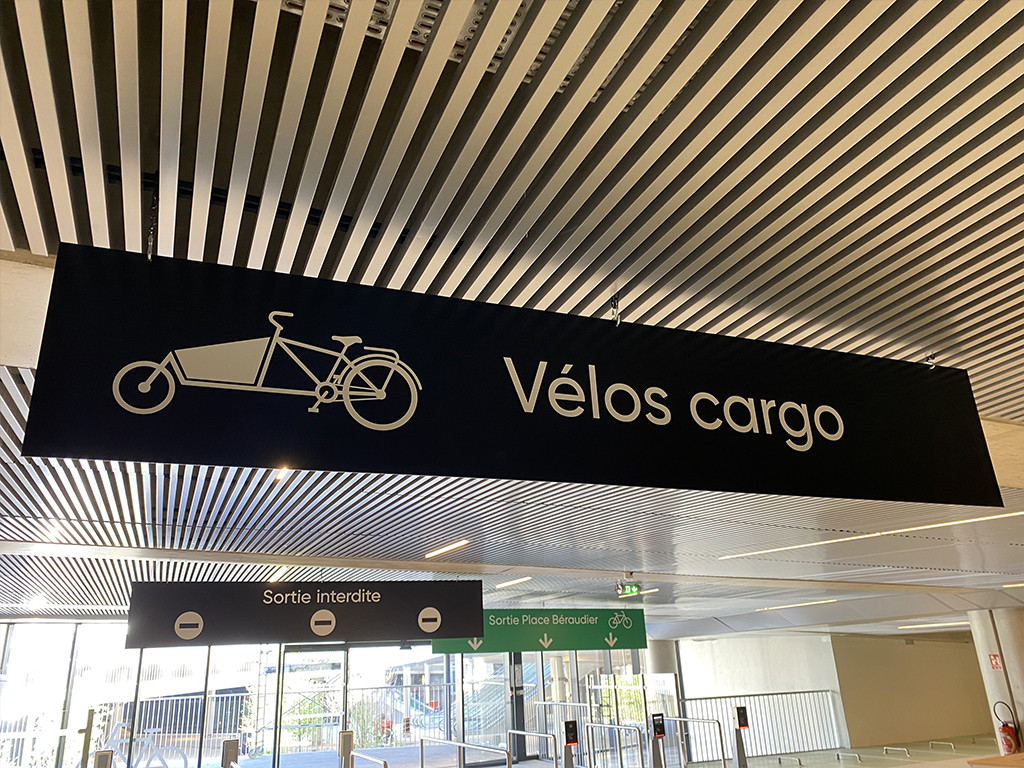 Vélos cargo
Sortie interdite
Sortie Place Béraudier